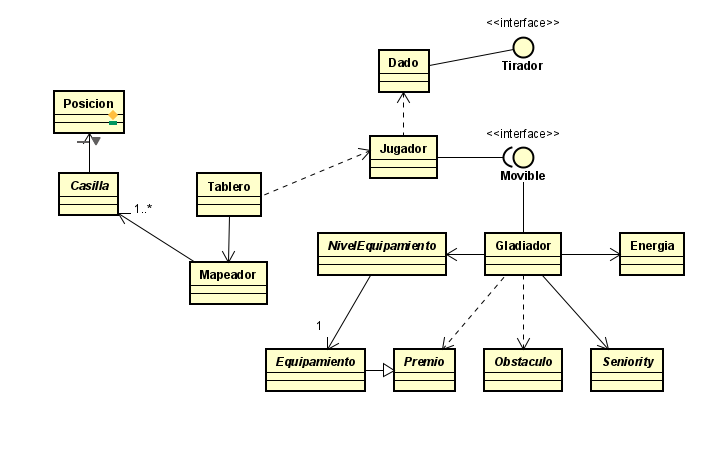 <<interface>>
Dado
Tirador
Posicion
<<interface>>
Jugador
Movible
Casilla
Tablero
1..*
NivelEquipamiento
Gladiador
Energia
Mapeador
1
Equipamiento
Premio
Obstaculo
Seniority